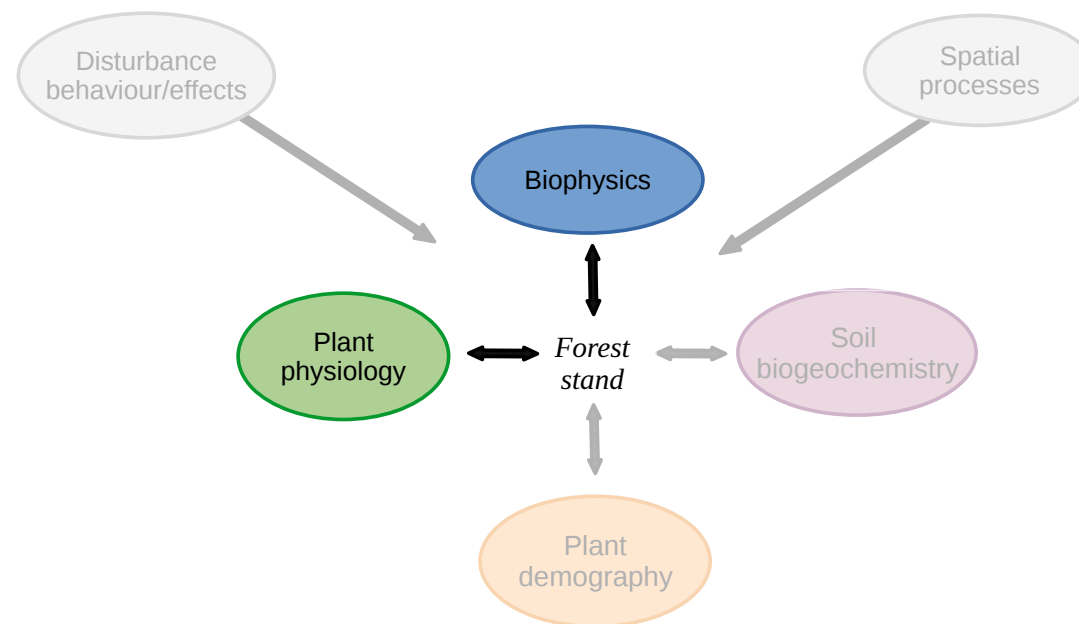 Disturbance
behaviour/effects
Spatial
processes
Biophysics
Plant
physiology
Forest
stand
Soil
biogeochemistry
Plant
demography